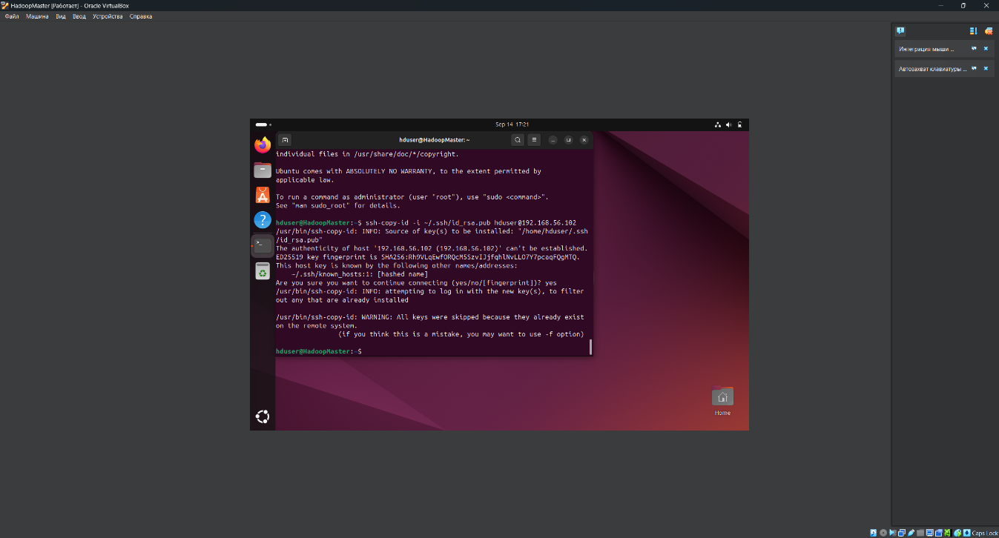 HadoopMaster [Работает] - Oracle VirtualBox
Файл Машина Вид Ввод Устройства Справка
Интеграция мыши ...
Автозахват клавиатуры ...
Sep 14 17:21
hduser@HadoopMaster: ~
individual files in /usr/share/doc/*/copyright.
Ubuntu comes with ABSOLUTELY NO WARRANTY, to the extent permitted by
applicable law.
To run a command as administrator (user "root"), use "sudo <command>".
See "man sudo_root" for details.
hduser@HadoopMaster:~$ ssh-copy-id -i ~/.ssh/id_rsa.pub hduser@192.168.56.102
/usr/bin/ssh-copy-id: INFO: Source of key(s) to be installed: "/home/hduser/.ssh
/id_rsa.pub"
The authenticity of host '192.168.56.102 (192.168.56.102)' can't be established.
ED25519 key fingerprint is SHA256:Rh9VLqEwfORQcM5SzvIJjfqhlNvLLO7Y7pcaqFQgMTQ.
This host key is known by the following other names/addresses:
~/.ssh/known_hosts:1: [hashed name]
Are you sure you want to continue connecting (yes/no/[fingerprint])? yes
/usr/bin/ssh-copy-id: INFO: attempting to log in with the new key(s), to filter
out any that are already installed
/usr/bin/ssh-copy-id: WARNING: All keys were skipped because they already exist
on the remote system.
(if you think this is a mistake, you may want to use -f option)
hduser@HadoopMaster:~$
Home
Caps Lock